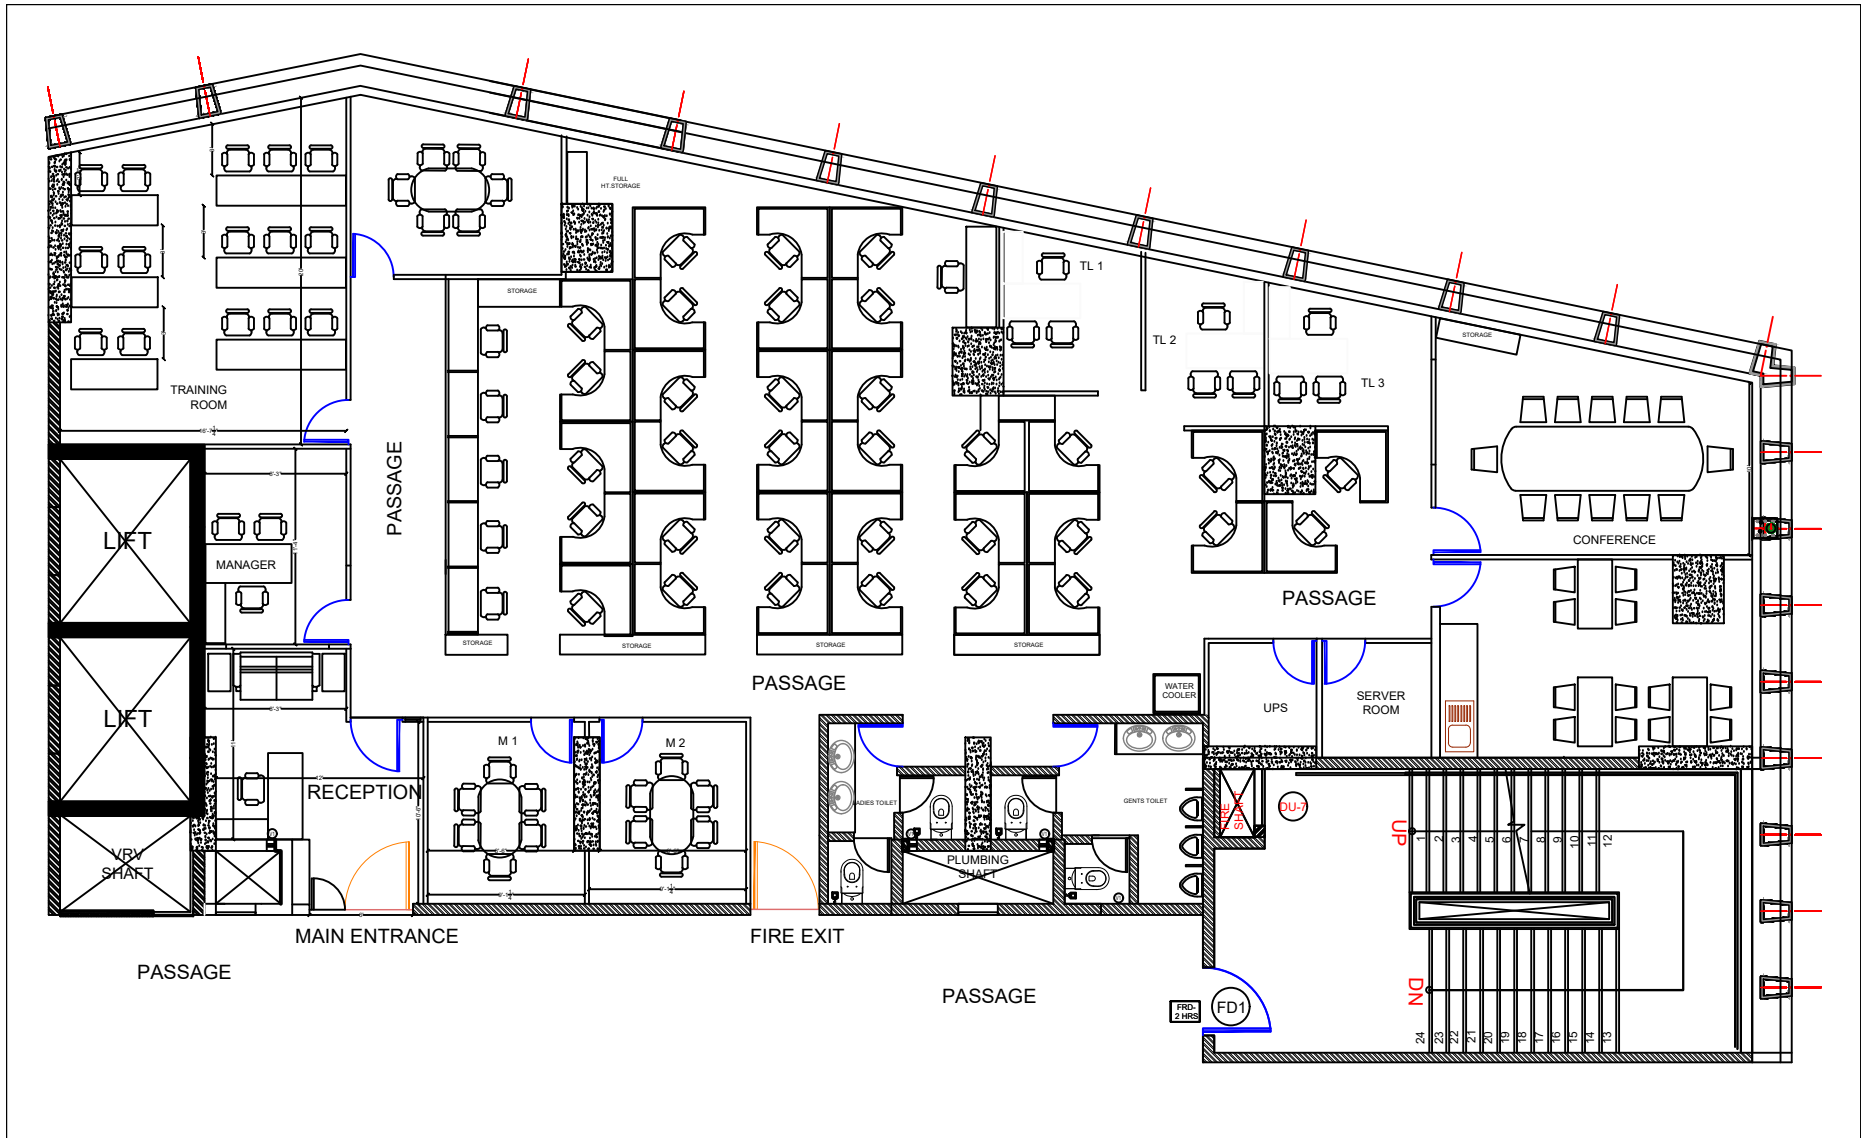 FULL
HT.STORAGE
STORAGE
TL 1
TL 2
TL 3
STORAGE
TRAINING
ROOM
PASSAGE
LIFT
MANAGER
CONFERENCE
PASSAGE
STORAGE
STORAGE
STORAGE
STORAGE
LIFT
PASSAGE
WATER
COOLER
UPS
SERVER
ROOM
M 1
M 2
RECEPTION
LADIES TOILET
GENTS TOILET
FIRE
SHAFT
DU-7
UP
1
2
3
4
5
6
7
8
9
10
11
12
VRV
SHAFT
PLUMBING
SHAFT
MAIN ENTRANCE
FIRE EXIT
PASSAGE
PASSAGE
DN
FRD-
2 HRS
FD1
24
23
22
21
20
19
18
17
16
15
14
13